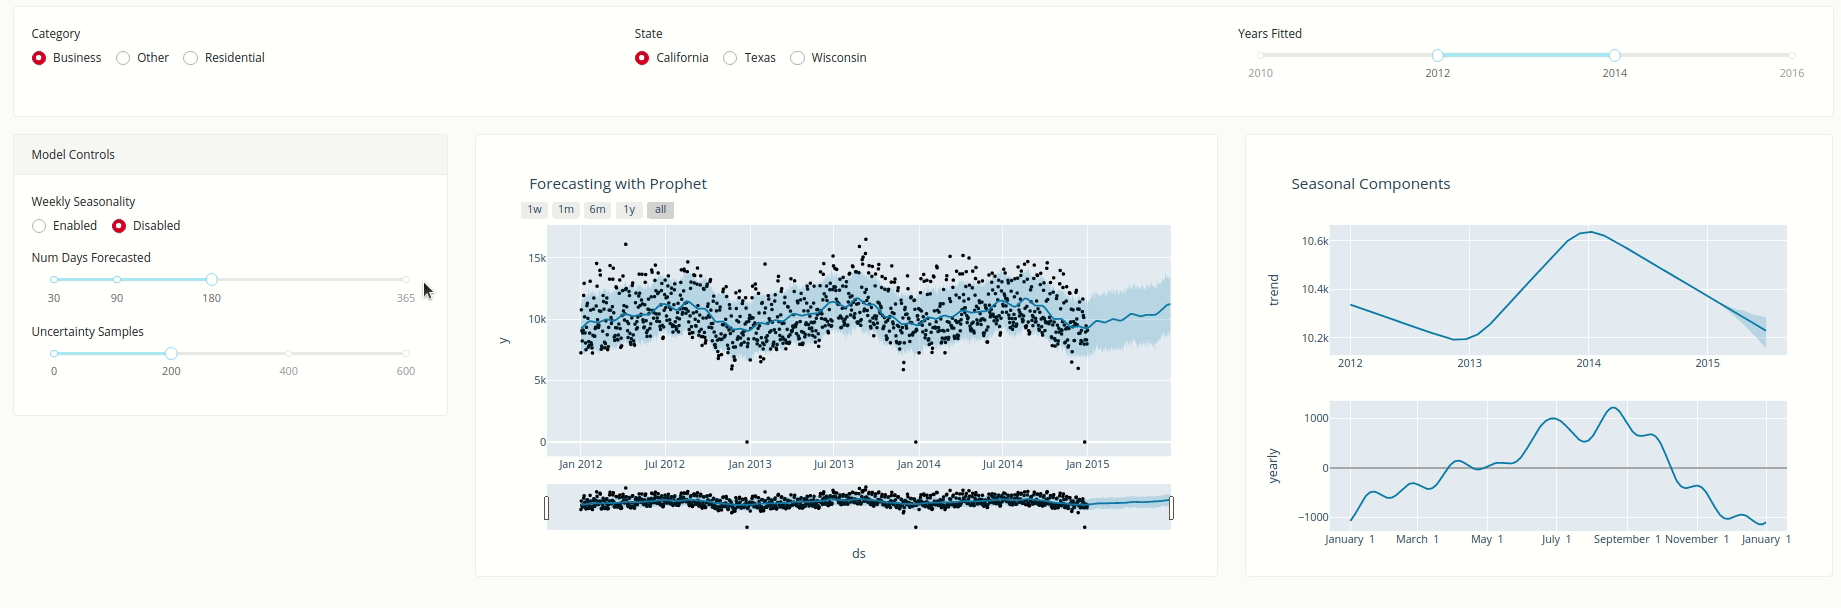 Category
Business Other Residential
State
California Texas Wisconsin
Years Fitted
2010 2012 2014 2016
Model Controls
Weekly Seasonality
Enabled Disabled
Num Days Forecasted
30 90 180 365
Uncertainty Samples
0 200 400 600
Forecasting with Prophet
1w 1m 6m 1y all
15k
10k
5k
0
y
Jan 2012 Jul 2012 Jan 2013 Jul 2013 Jan 2014 Jul 2014 Jan 2015
ds
Seasonal Components
10.6k
10.4k
10.2k
trend
2012 2013 2014 2015
1000
0
−1000
yearly
January 1 March 1 May 1 July 1 September 1 November 1 January 1